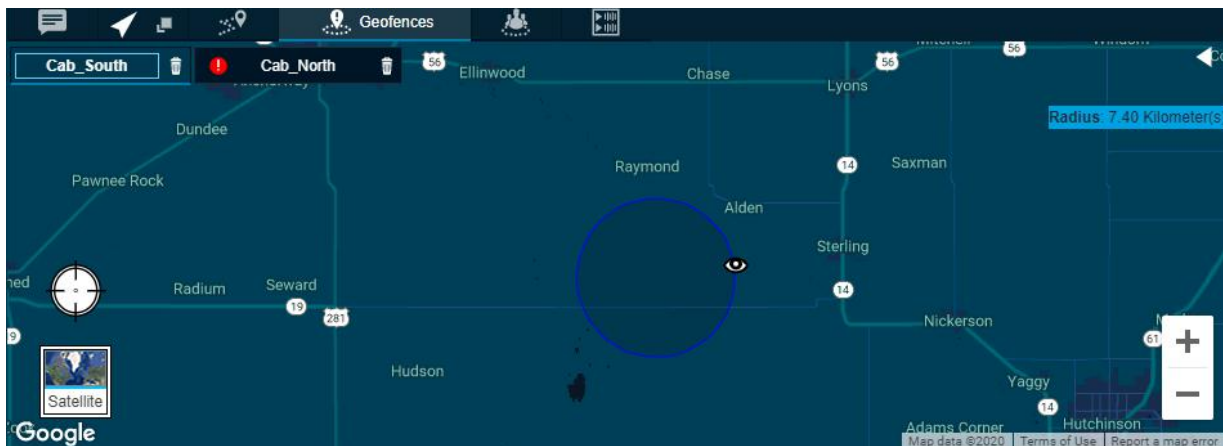 Geofences
Cab_South
Cab_North
56
56
56
Ellinwood
Chase
Lyons
Radius: 7.40 Kilometer(s
Dundee
Raymond
14
Saxman
Pawnee Rock
Alden
Sterling
Radium
Seward
19
281
14
Nickerson
61
Hudson
Satellite
Yaggy
14
Adams Corner
Hutchinson
Google
Map data ©2020
Terms of Use
Report a map error